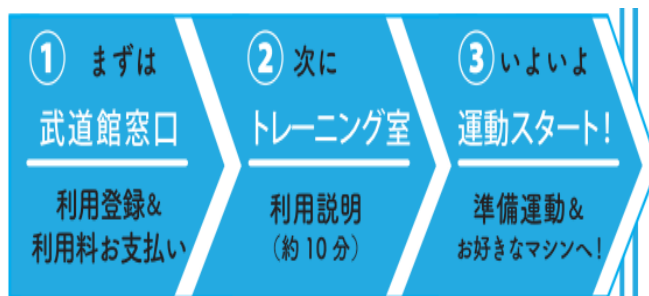 ① まずは
武道館窓口
利用登録&
利用料お支払い
② 次に
トレーニング室
利用説明
(約10分)
③ いよいよ
運動スタート!
準備運動&
お好きなマシンへ!